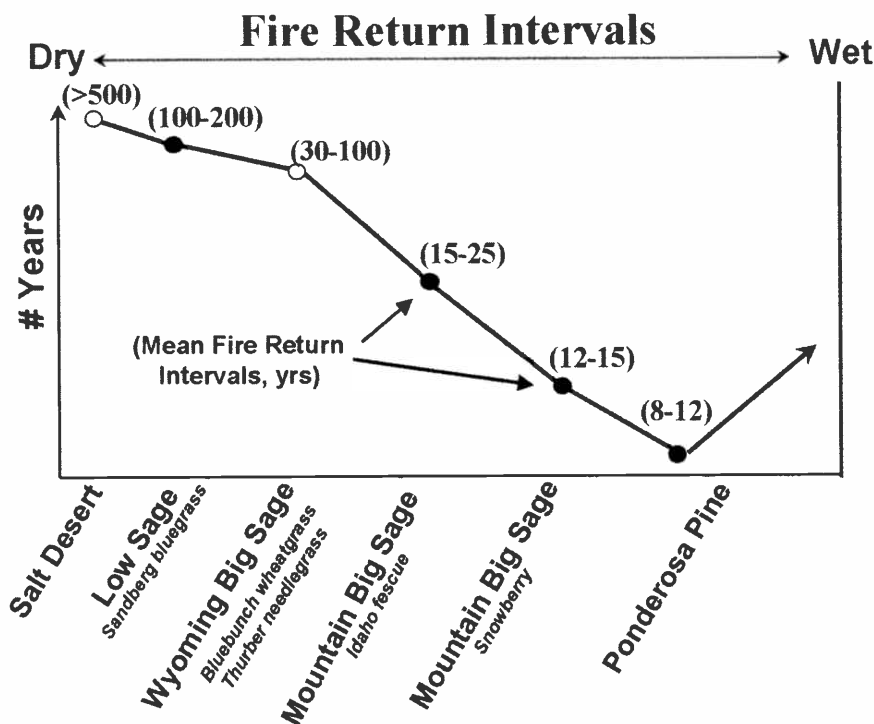 Fire Return Intervals
Dry
Wet
(>500)
(100-200)
(30-100)
(15-25)
(12-15)
(8-12)
# Years
(Mean Fire Return
Intervals, yrs)
Salt Desert
Low Sage
Sandberg bluegrass
Wyoming Big Sage
Bluebunch wheatgrass
Thurber needlegrass
Mountain Big Sage
Idaho fescue
Mountain Big Sage
Snowberry
Ponderosa Pine